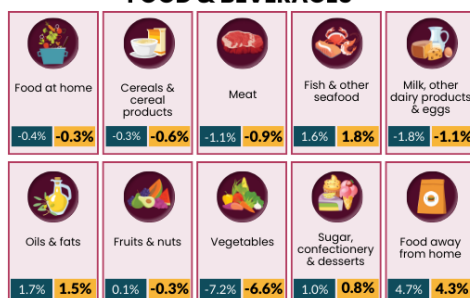 FOOD & BEVERAGES
Food at home
-0.4% -0.3%
Cereals &
cereal
products
-0.3% -0.6%
Meat
-1.1% -0.9%
Fish & other
seafood
1.6% 1.8%
Milk, other
dairy products
& eggs
-1.8% -1.1%
Oils & fats
1.7% 1.5%
Fruits & nuts
0.1% -0.3%
Vegetables
-7.2% -6.6%
Sugar,
confectionery
& desserts
1.0% 0.8%
Food away
from home
4.7% 4.3%